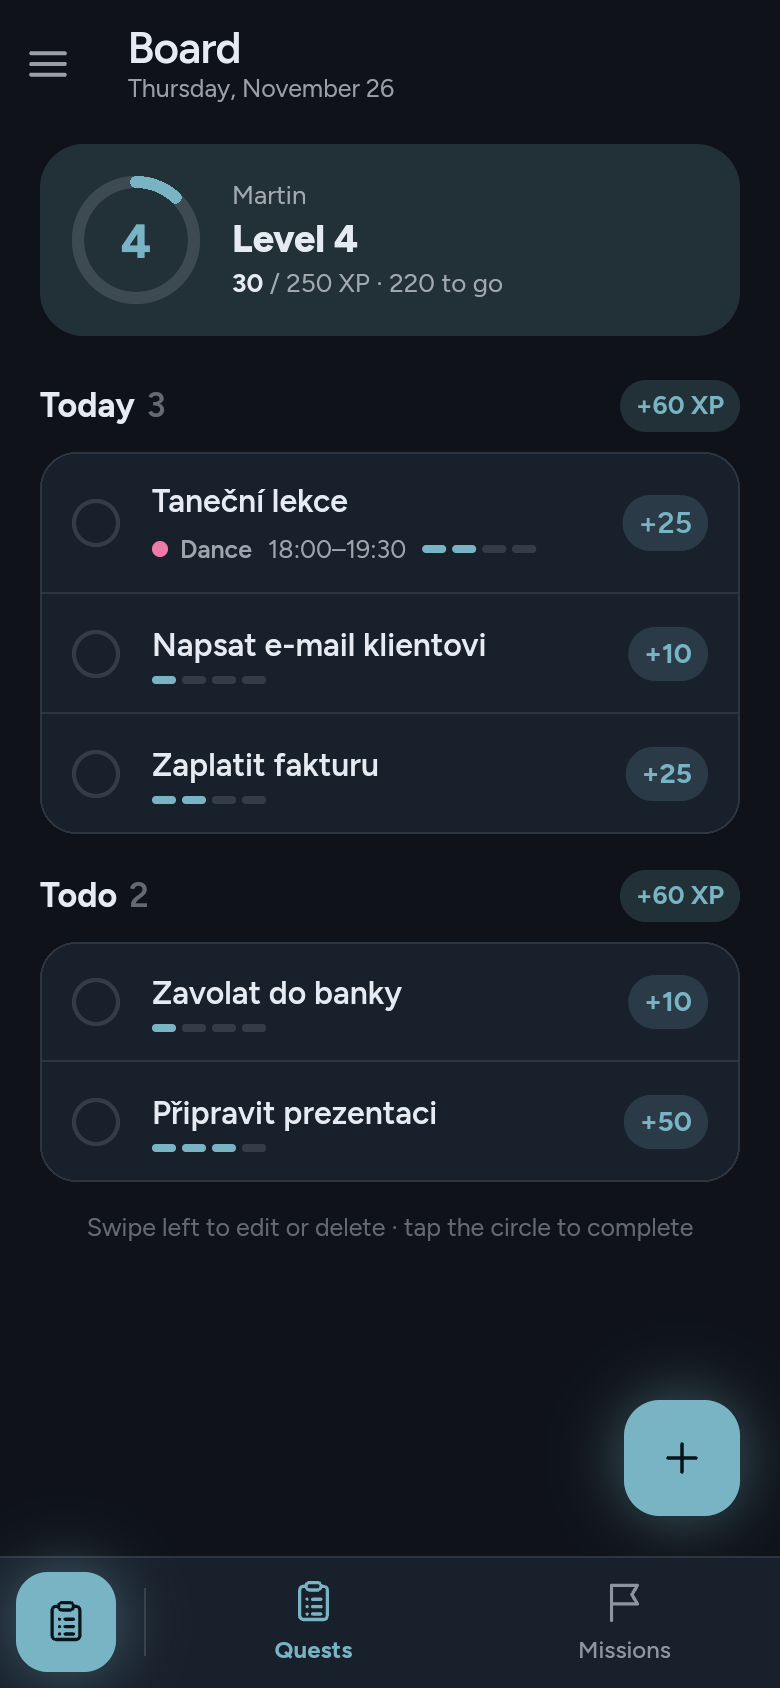 Board
Thursday, November 26
4
Martin
Level 4
30 / 250 XP · 220 to go
Today 3
+60 XP
Taneční lekce
Dance 18:00–19:30
+25
Napsat e-mail klientovi
+10
Zaplatit fakturu
+25
Todo 2
+60 XP
Zavolat do banky
+10
Připravit prezentaci
+50
Swipe left to edit or delete · tap the circle to complete
Quests
Missions